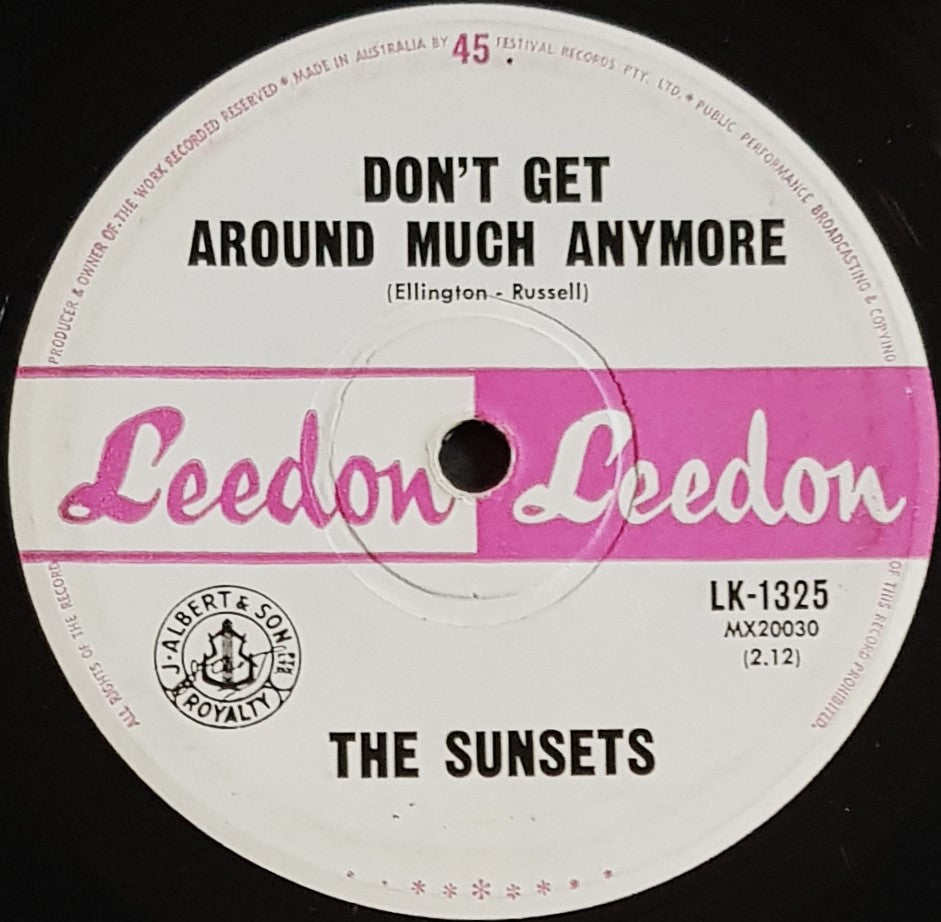 ALL RIGHTS OF THE RECORD PRODUCER & OWNER OF THE WORK RECORDED RESERVED * MADE IN AUSTRALIA BY 45 FESTIVAL RECORDS PTY. LTD. * PUBLIC PERFORMANCE BROADCASTING & COPYING OF THIS RECORD PROHIBITED.
DON'T GET
AROUND MUCH ANYMORE
(Ellington - Russell)
Leedon Leedon
LK-1325
MX20030
(2.12)
J. ALBERT & SON PTY LTD
ROYALTY
THE SUNSETS